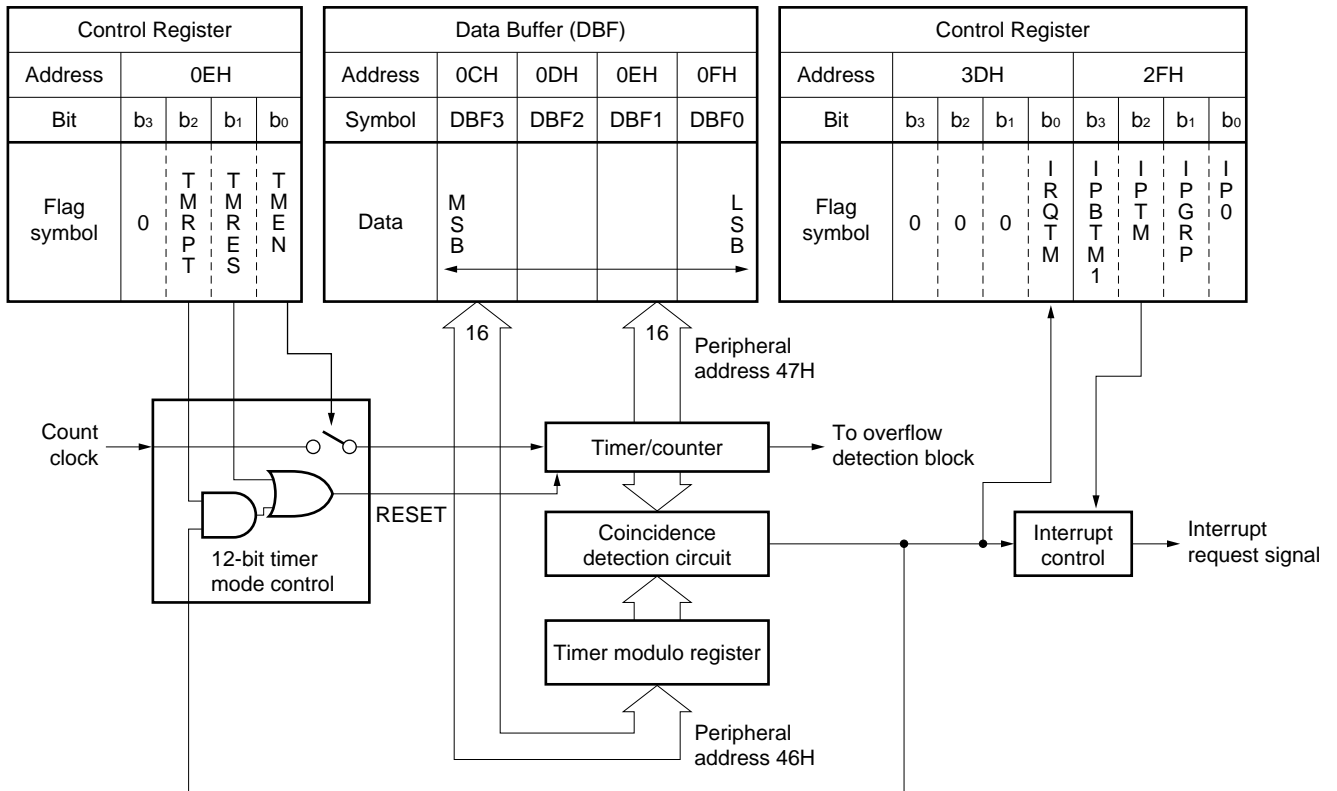 Control Register
Address 0EH
Bit b3 b2 b1 b0
Flag symbol 0 TMRPT TMRES TMEN
Data Buffer (DBF)
Address 0CH 0DH 0EH 0FH
Symbol DBF3 DBF2 DBF1 DBF0
Data MSB LSB
Control Register
Address 3DH 2FH
Bit b3 b2 b1 b0 b3 b2 b1 b0
Flag symbol 0 0 0 IRQTM IPBTM1 IPTM IPGRP IP0
16 16
Peripheral
address 47H
Count
clock
Timer/counter
To overflow
detection block
RESET
12-bit timer
mode control
Coincidence
detection circuit
Interrupt
control
Interrupt
request signal
Timer modulo register
Peripheral
address 46H